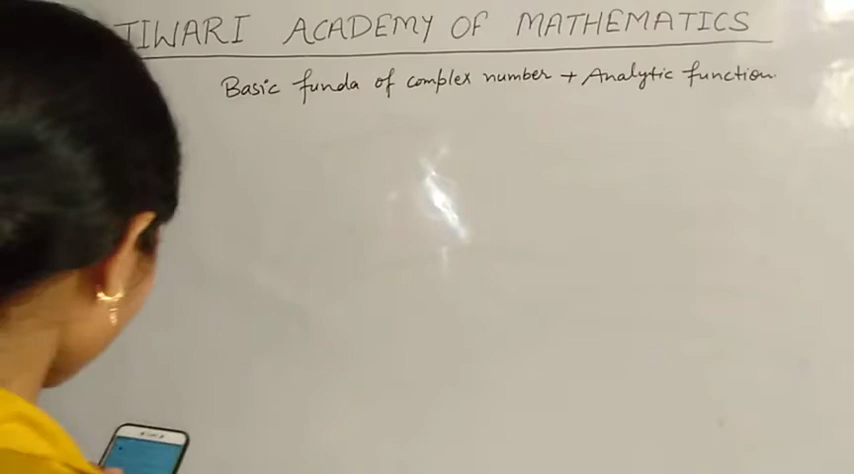 TIWARI ACADEMY OF MATHEMATICS
Basic funda of complex number + Analytic function.